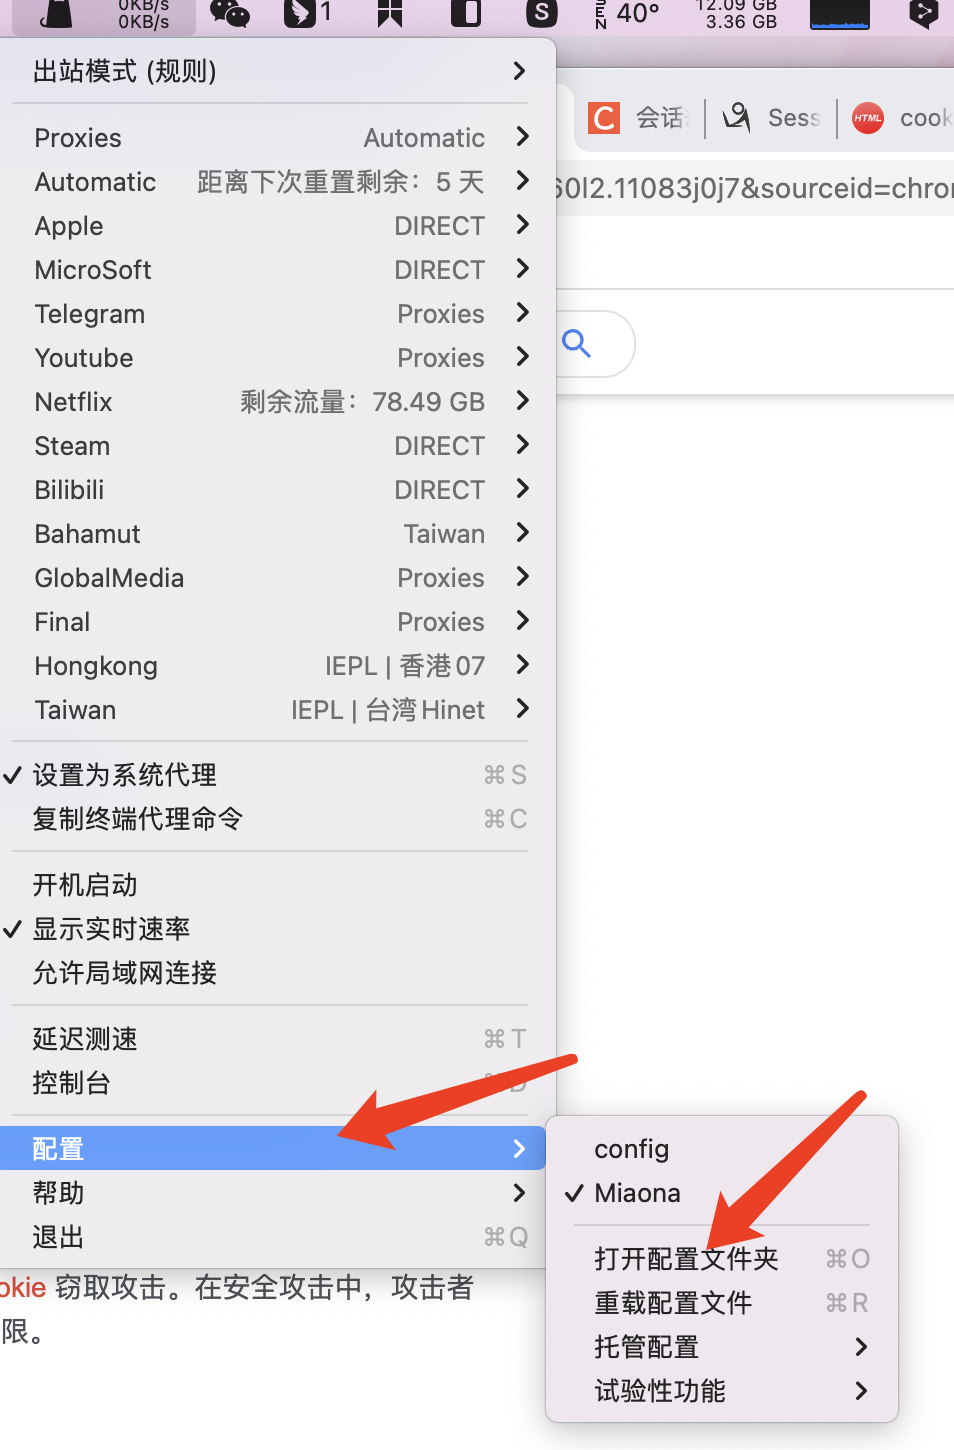 0KB/s
0KB/s
1
S
40°
12.09 GB
3.36 GB
出站模式 (规则)
C 会话
Sess
HTML cook
Proxies Automatic
Automatic 距离下次重置剩余：5 天
60l2.11083j0j7&sourceid=chro
Apple DIRECT
MicroSoft DIRECT
Telegram Proxies
Youtube Proxies
Netflix 剩余流量：78.49 GB
Steam DIRECT
Bilibili DIRECT
Bahamut Taiwan
GlobalMedia Proxies
Final Proxies
Hongkong IEPL | 香港07
Taiwan IEPL | 台湾Hinet
✓ 设置为系统代理 ⌘S
复制终端代理命令 ⌘C
开机启动
✓ 显示实时速率
允许局域网连接
延迟测速 ⌘T
控制台 ⌘D
配置
帮助
退出 ⌘Q
config
✓ Miaona
打开配置文件夹 ⌘O
重载配置文件 ⌘R
托管配置
试验性功能
okie 窃取攻击。在安全攻击中，攻击者
限。